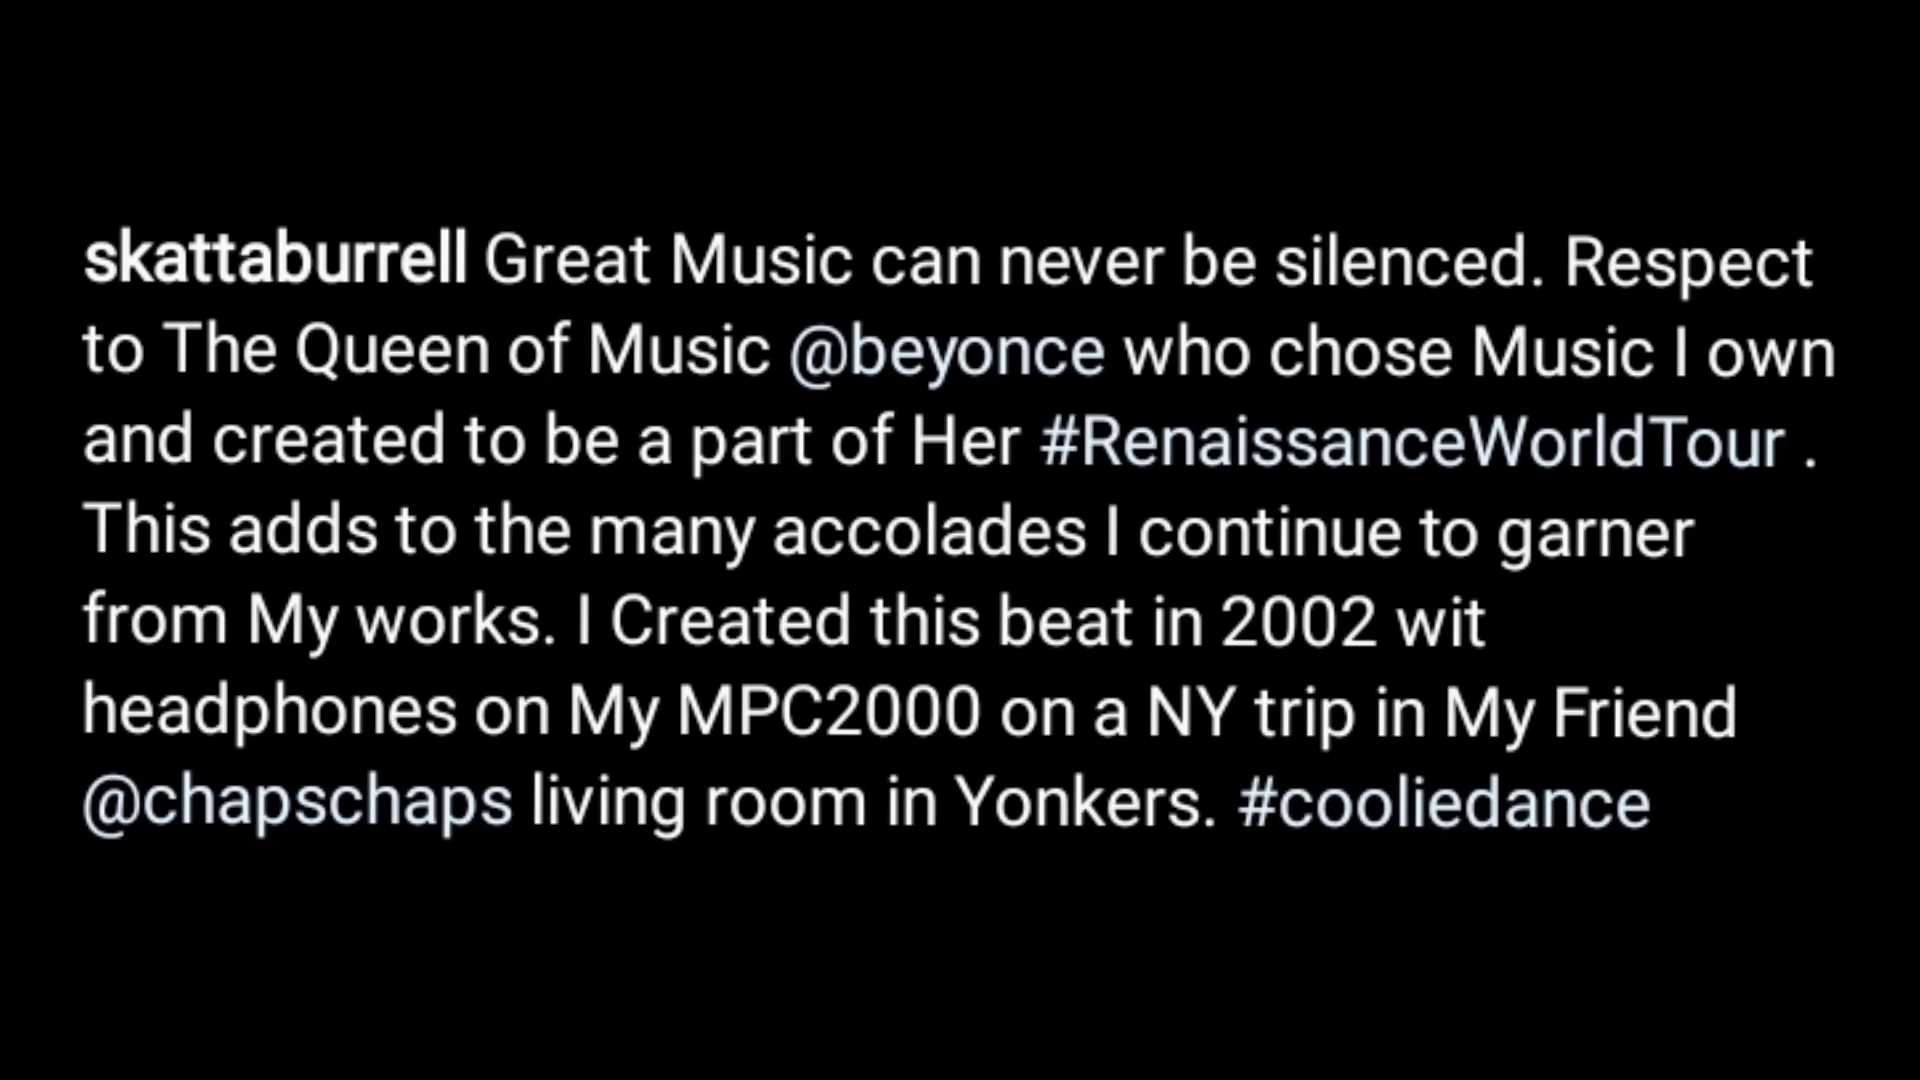 skattaburrell Great Music can never be silenced. Respect
to The Queen of Music @beyonce who chose Music I own
and created to be a part of Her #RenaissanceWorldTour .
This adds to the many accolades I continue to garner
from My works. I Created this beat in 2002 wit
headphones on My MPC2000 on a NY trip in My Friend
@chapschaps living room in Yonkers. #cooliedance